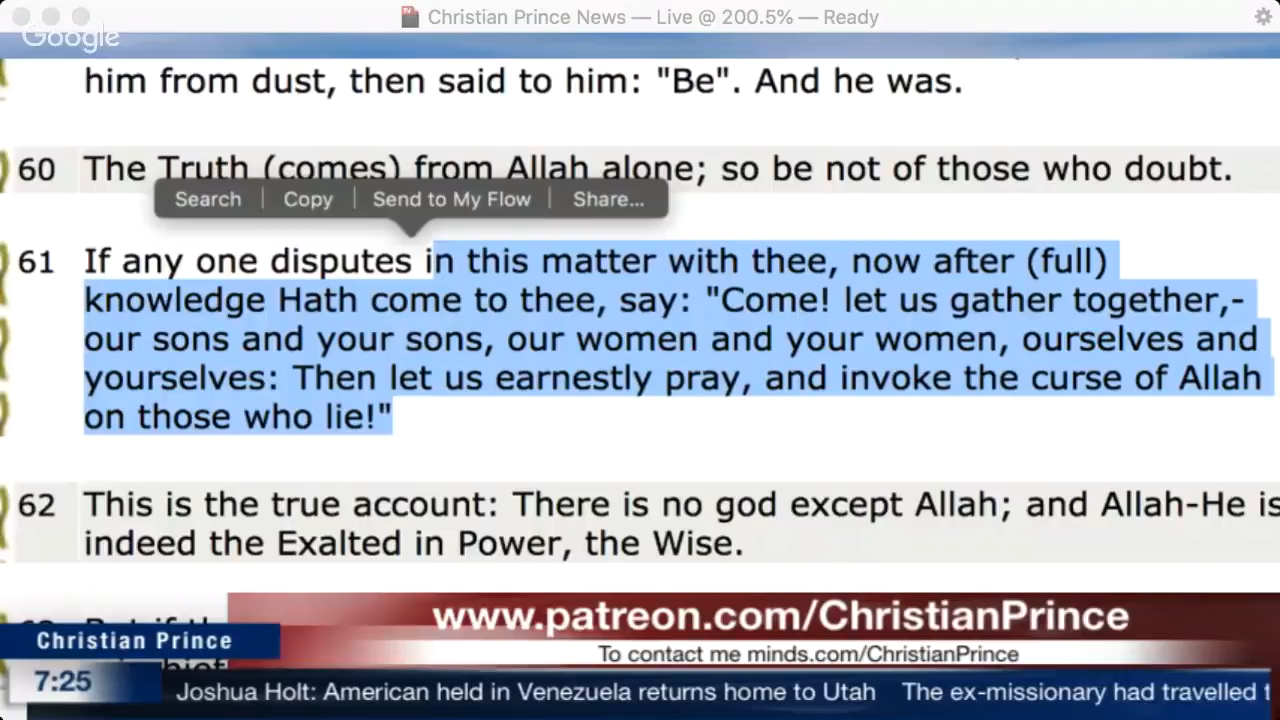 Christian Prince News — Live @ 200.5% — Ready
Google
him from dust, then said to him: "Be". And he was.
60 The Truth (comes) from Allah alone; so be not of those who doubt.
Search Copy Send to My Flow Share...
61 If any one disputes in this matter with thee, now after (full)
knowledge Hath come to thee, say: "Come! let us gather together,-
our sons and your sons, our women and your women, ourselves and
yourselves: Then let us earnestly pray, and invoke the curse of Allah
on those who lie!"
62 This is the true account: There is no god except Allah; and Allah-He is
indeed the Exalted in Power, the Wise.
www.patreon.com/ChristianPrince
Christian Prince
To contact me minds.com/ChristianPrince
7:25
Joshua Holt: American held in Venezuela returns home to Utah The ex-missionary had travelled